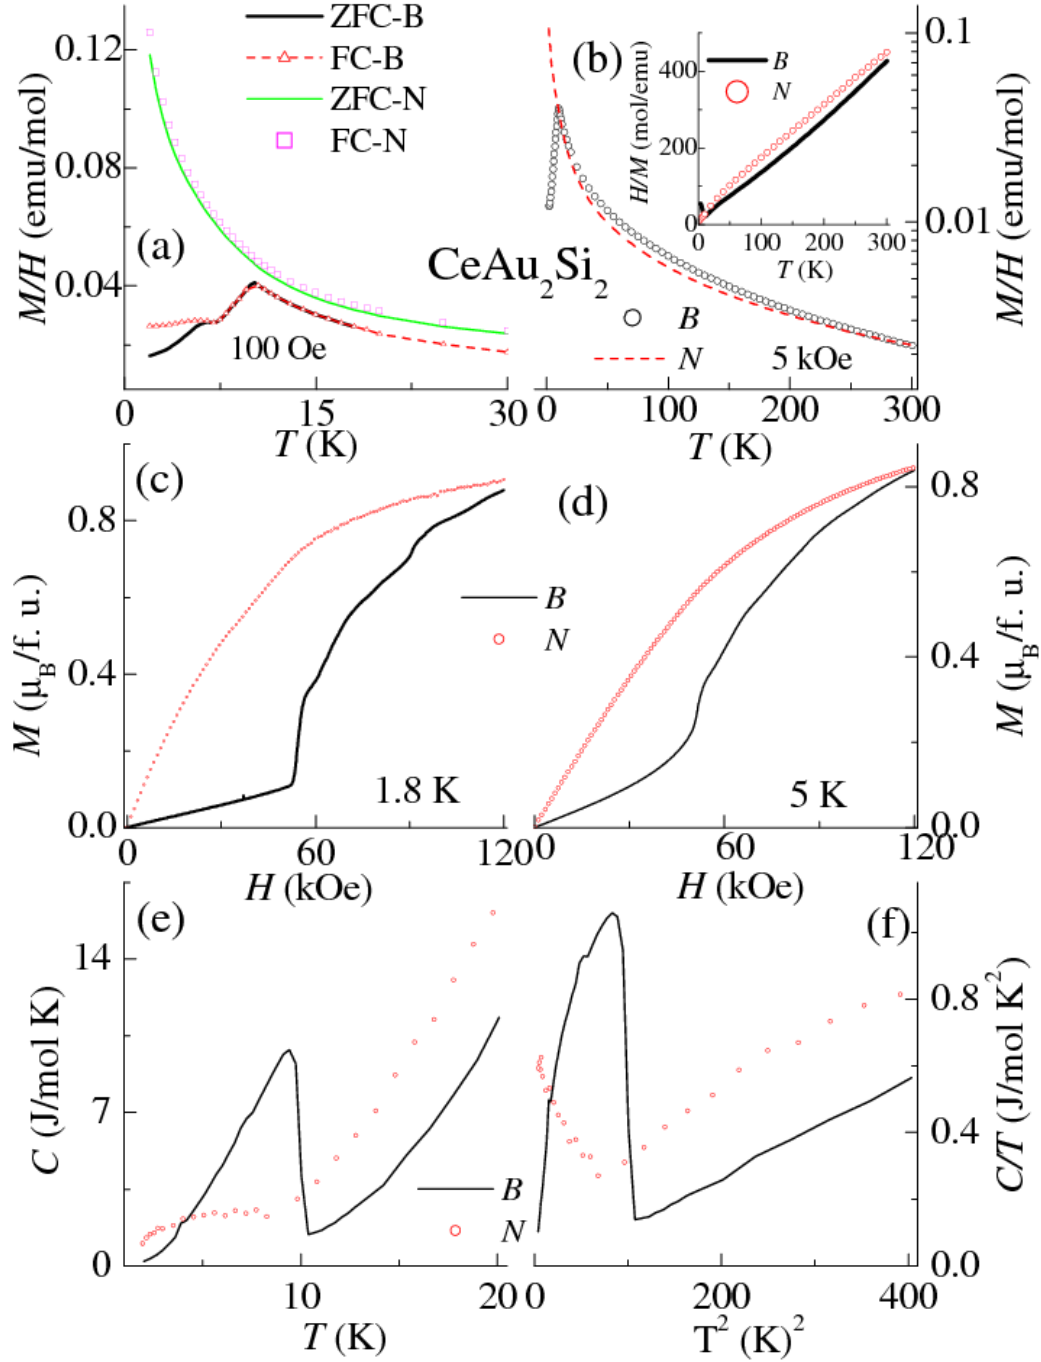 ZFC-B
FC-B
ZFC-N
FC-N
0.12
0.08
0.04
M/H (emu/mol)
(a)
100 Oe
0
15
30
T (K)
(b)
B
N
H/M (mol/emu)
400
200
0
0
100
200
300
T (K)
0.1
0.01
M/H (emu/mol)
CeAu2Si2
B
N
5 kOe
0
100
200
300
T (K)
(c)
0.8
0.4
0.0
M (μB/f. u.)
B
N
1.8 K
0
60
120
H (kOe)
(d)
0.8
0.4
0.0
M (μB/f. u.)
5 K
0
60
120
H (kOe)
(e)
14
7
0
C (J/mol K)
B
N
10
20
T (K)
(f)
0.8
0.4
0.0
C/T (J/mol K2)
0
200
400
T2 (K)2